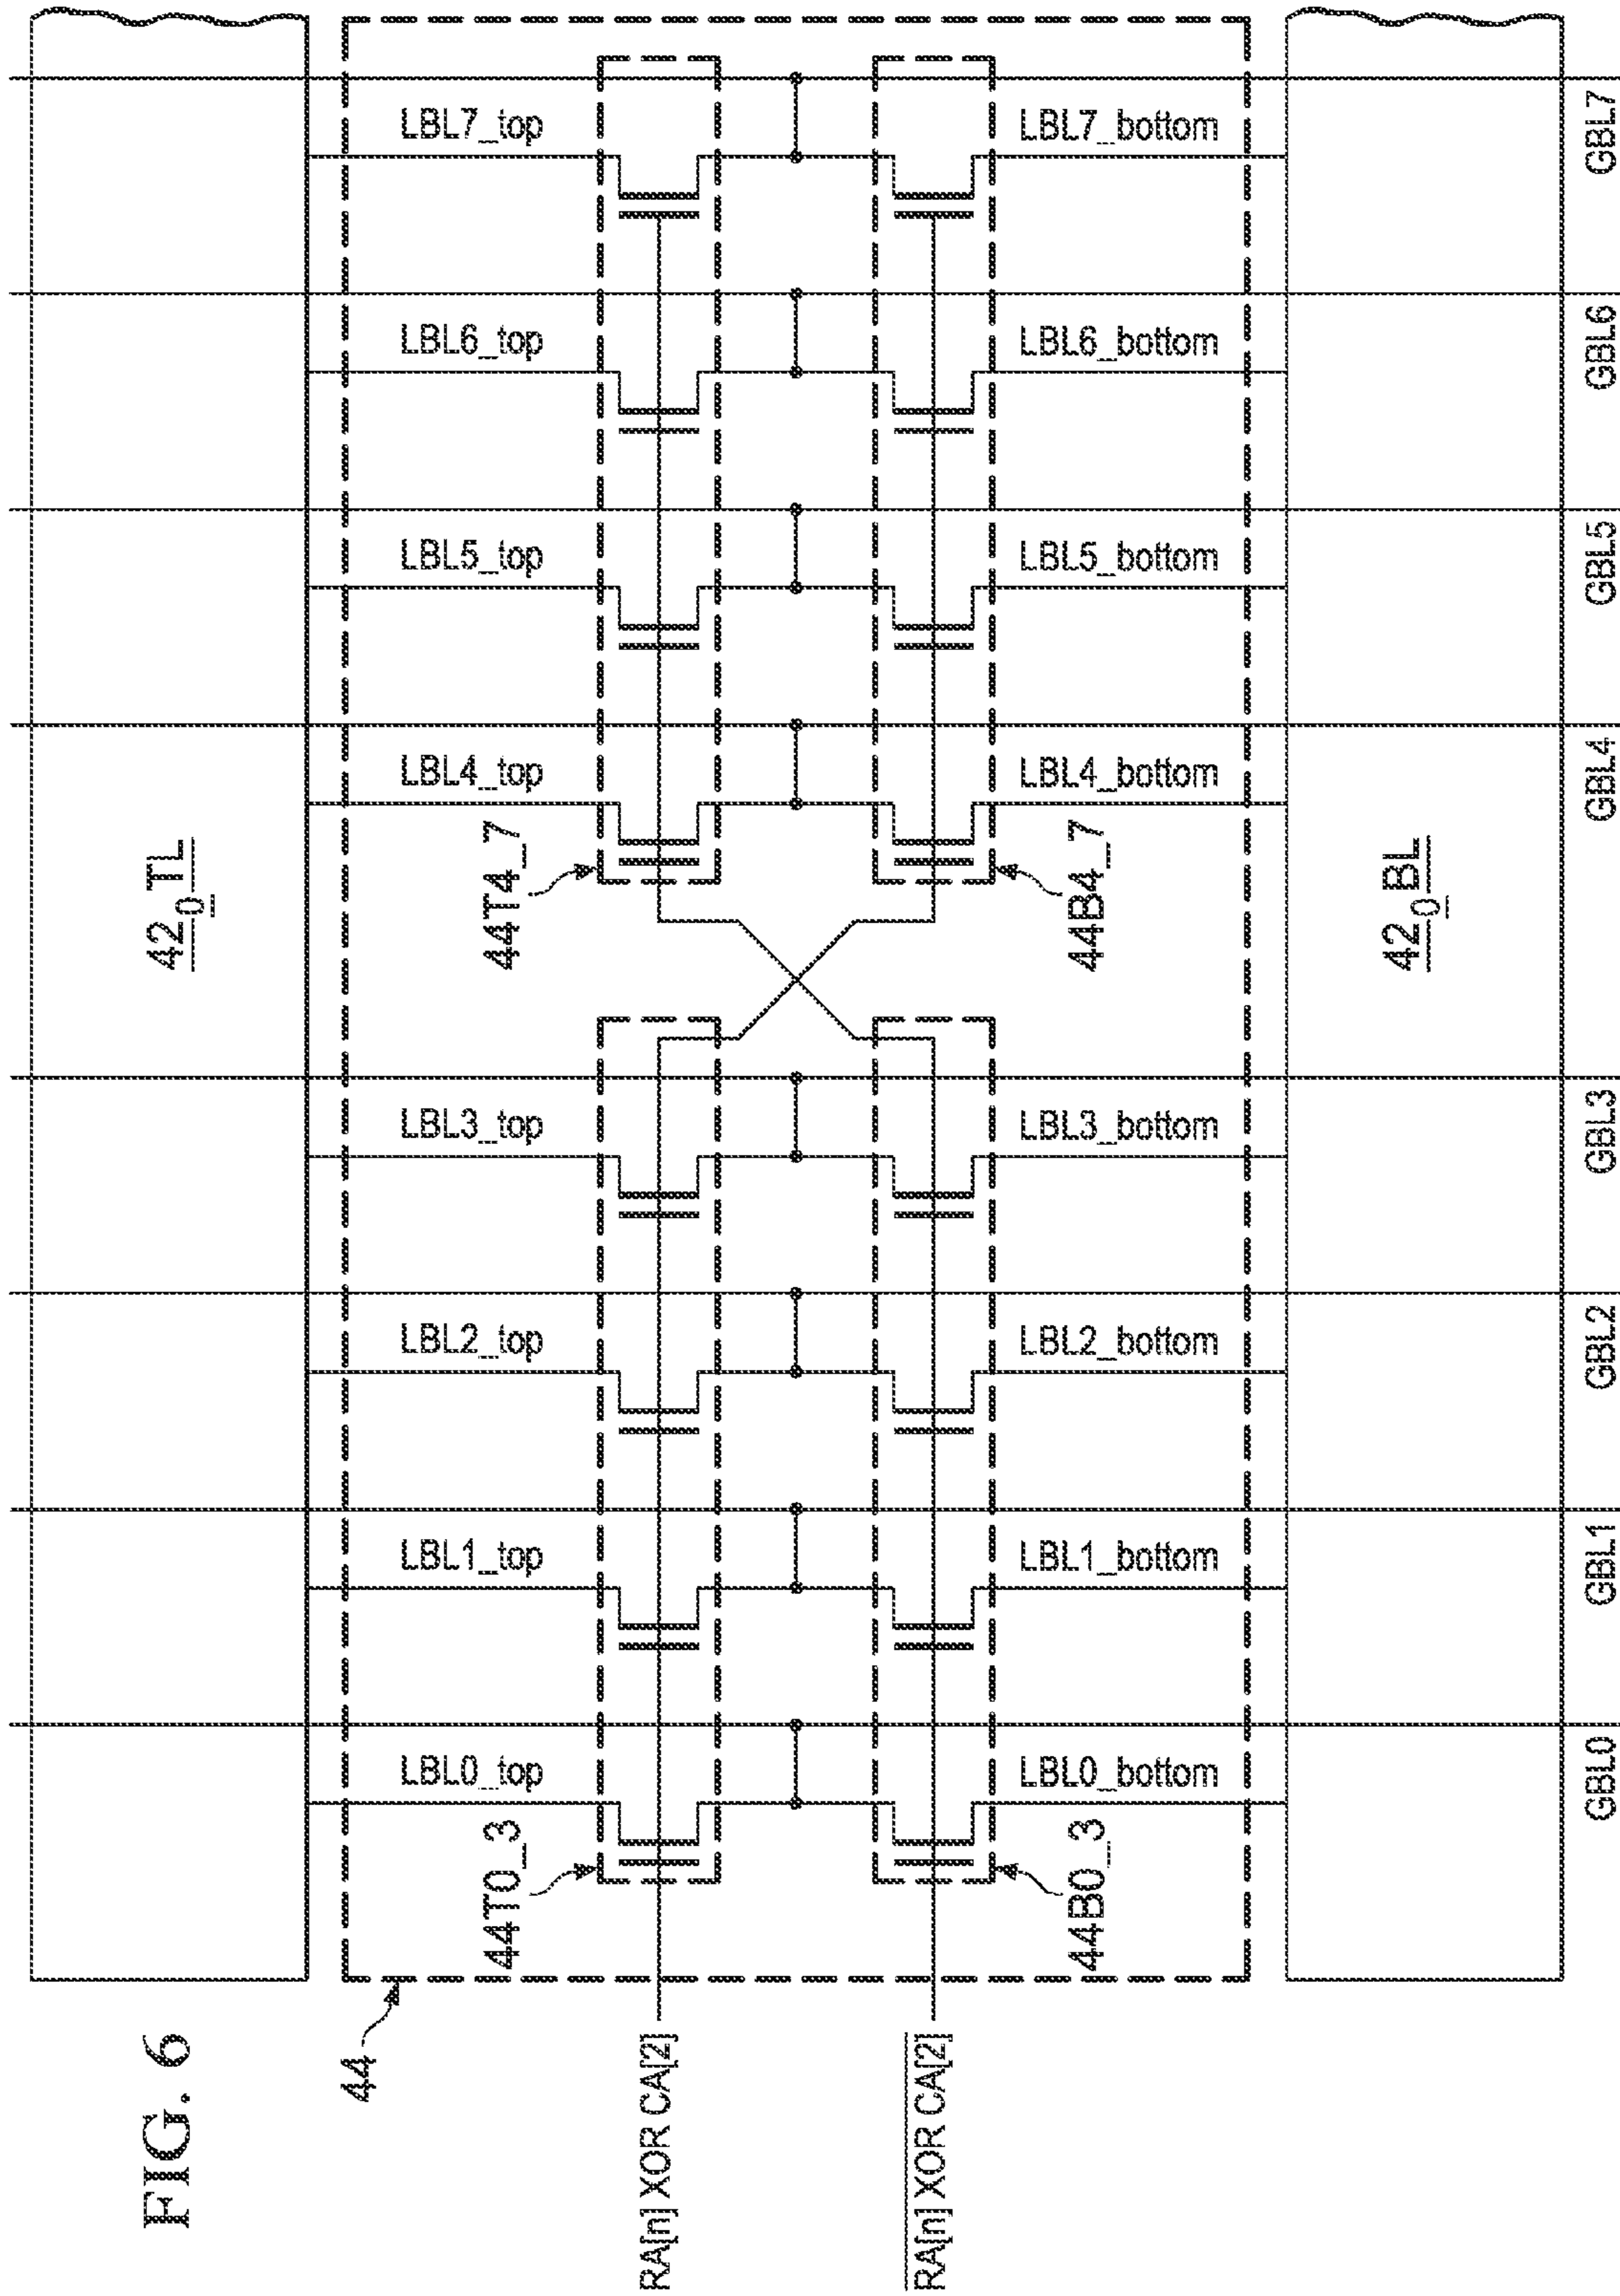 FIG. 6
42₀_TL
44
LBL0_top
LBL1_top
LBL2_top
LBL3_top
LBL4_top
LBL5_top
LBL6_top
LBL7_top
44T0_3
44T4_7
RA[n] XOR CA[2]
RA[n] XOR CA[2]
LBL0_bottom
LBL1_bottom
LBL2_bottom
LBL3_bottom
LBL4_bottom
LBL5_bottom
LBL6_bottom
LBL7_bottom
44B0_3
44B4_7
42₀_BL
GBL0
GBL1
GBL2
GBL3
GBL4
GBL5
GBL6
GBL7